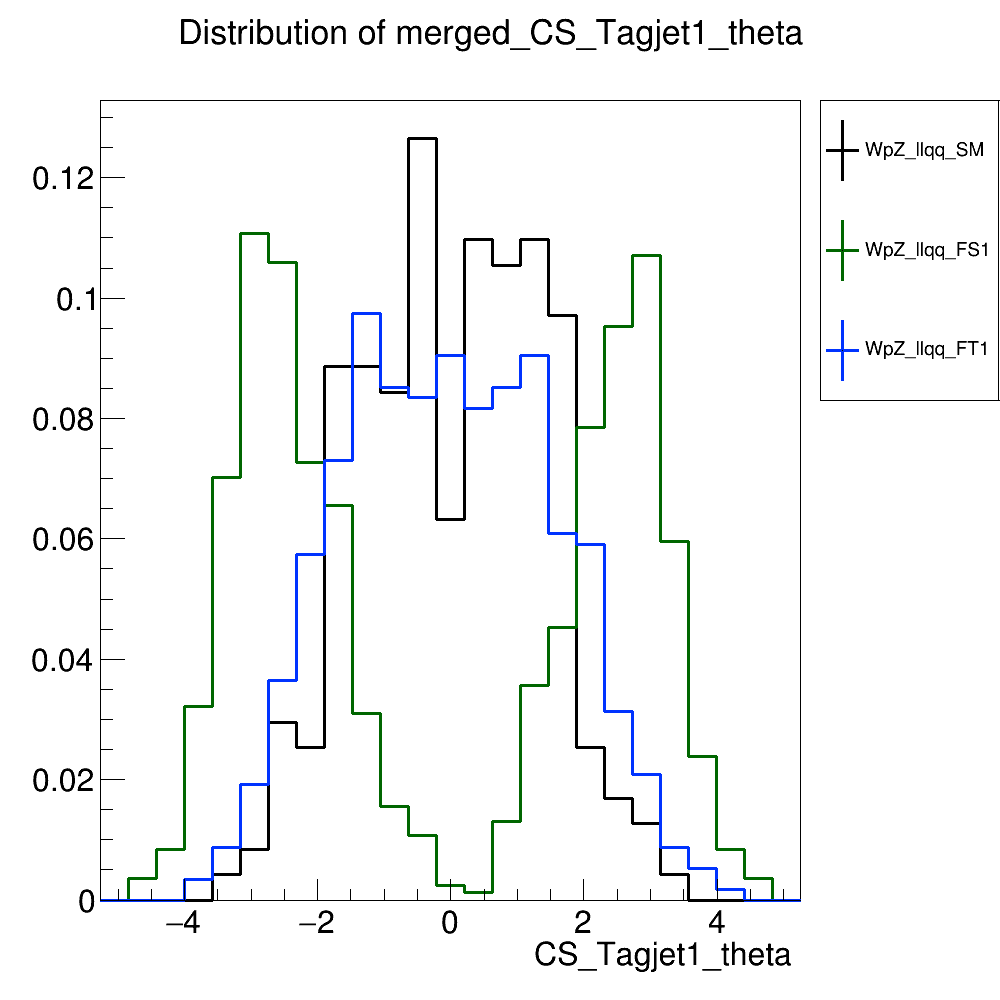 Distribution of merged_CS_Tagjet1_theta
0.12
0.1
0.08
0.06
0.04
0.02
0
−4 −2 0 2 4
CS_Tagjet1_theta
WpZ_llqq_SM
WpZ_llqq_FS1
WpZ_llqq_FT1